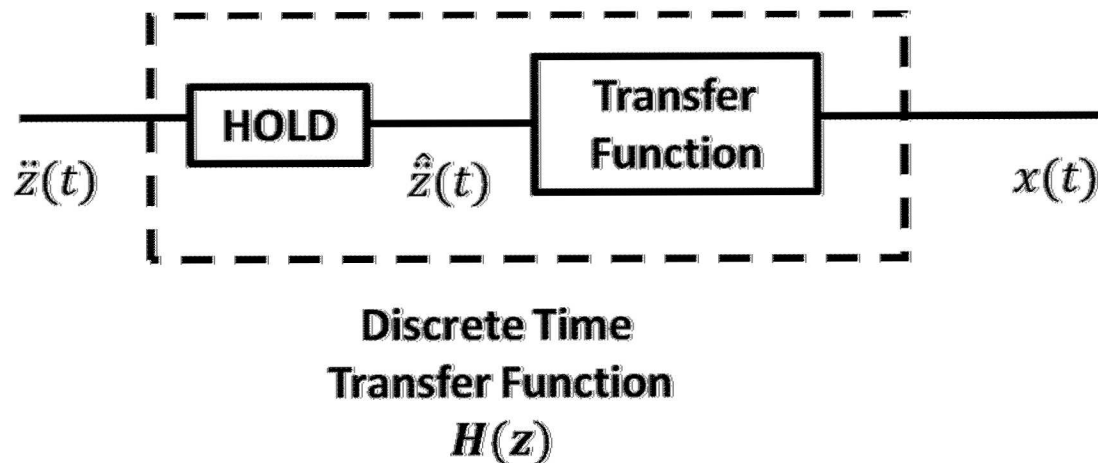 HOLD
Transfer
Function
z̈(t)
z̈̂(t)
x(t)
Discrete Time
Transfer Function
H(z)